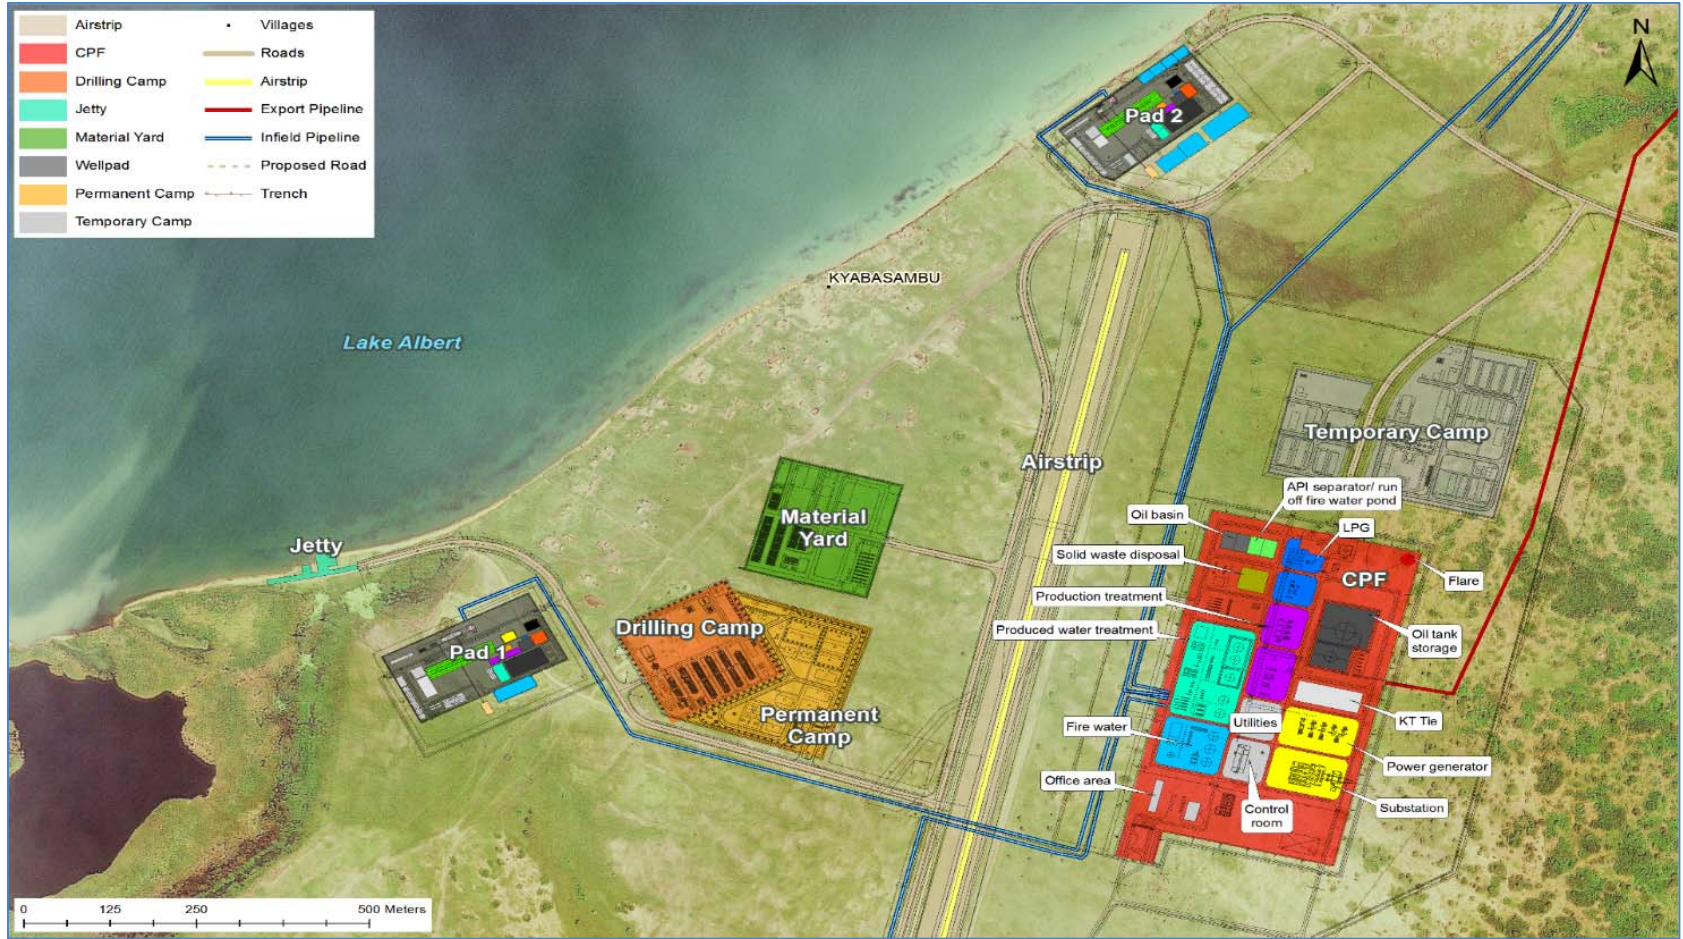 Airstrip
CPF
Drilling Camp
Jetty
Material Yard
Wellpad
Permanent Camp
Temporary Camp
Villages
Roads
Airstrip
Export Pipeline
Infield Pipeline
Proposed Road
Trench
N
Pad 2
KYABASAMBU
Lake Albert
Temporary Camp
Airstrip
API separator/ run
off fire water pond
Oil basin
LPG
Material
Yard
Jetty
Solid waste disposal
CPF
Flare
Production treatment
Drilling Camp
Produced water treatment
Oil tank
storage
Pad 1
Permanent
Camp
Utilities
KT Tie
Fire water
Power generator
Office area
Control
room
Substation
0 125 250 500 Meters